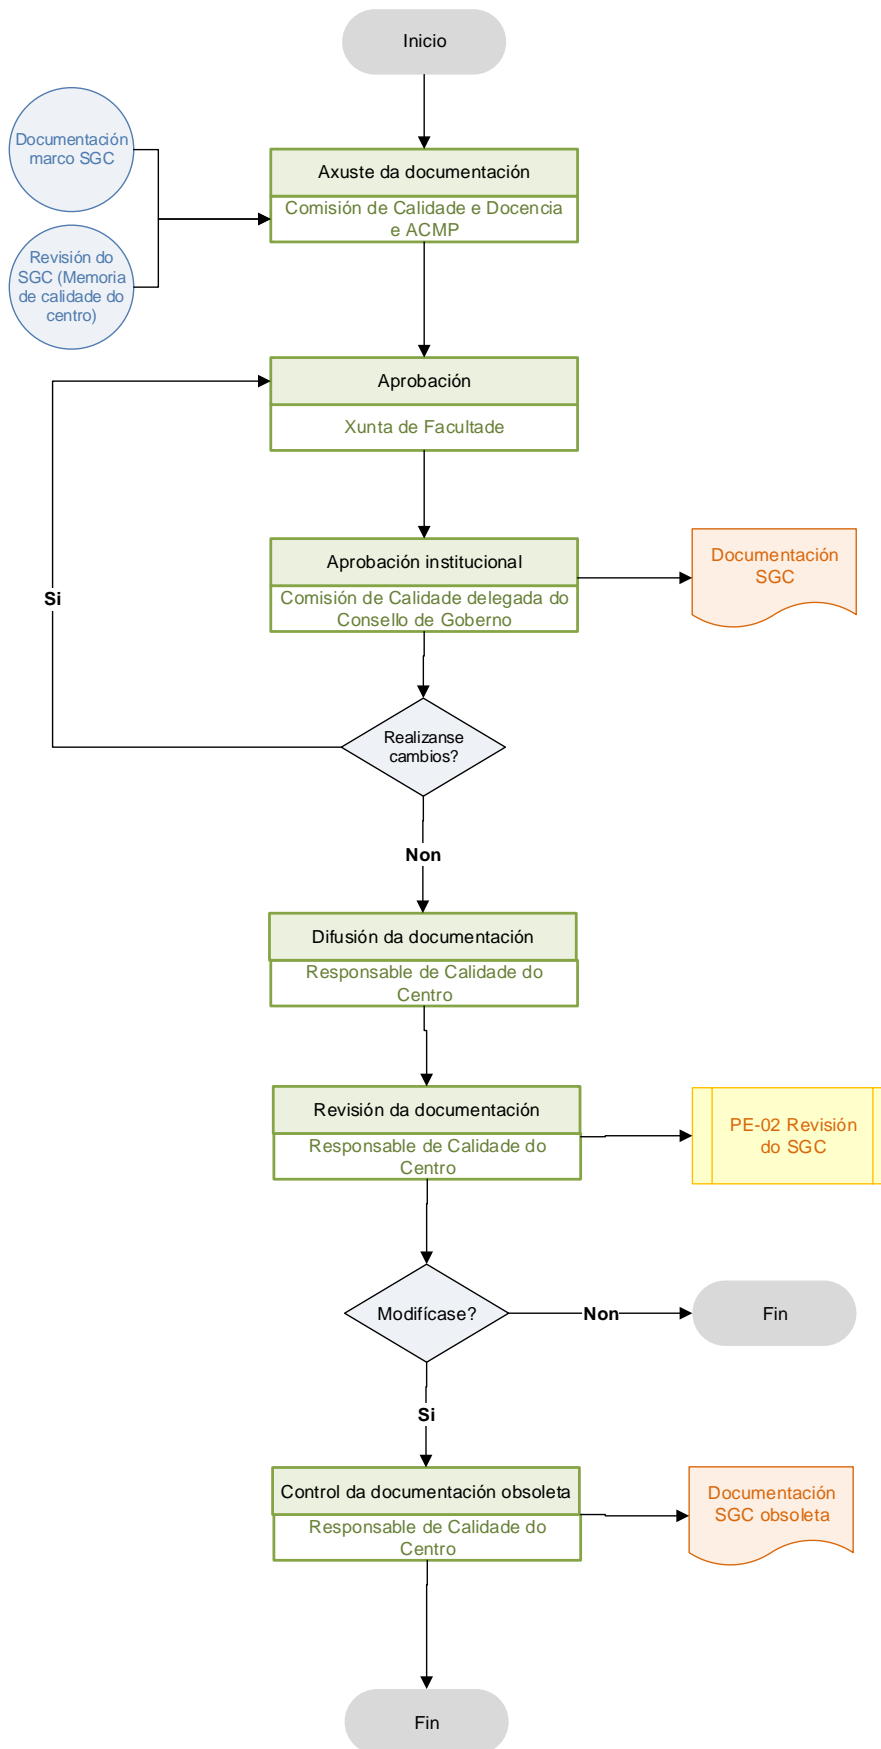 Inicio
Documentación
marco SGC
Axuste da documentación
Comisión de Calidade e Docencia
e ACMP
Revisión do
SGC (Memoria
de calidade do
centro)
Aprobación
Xunta de Facultade
Aprobación institucional
Comisión de Calidade delegada do
Consello de Goberno
Documentación
SGC
Si
Realizanse
cambios?
Non
Difusión da documentación
Responsable de Calidade do
Centro
Revisión da documentación
Responsable de Calidade do
Centro
PE-02 Revisión
do SGC
Modifícase?
Non
Fin
Si
Control da documentación obsoleta
Responsable de Calidade do
Centro
Documentación
SGC obsoleta
Fin